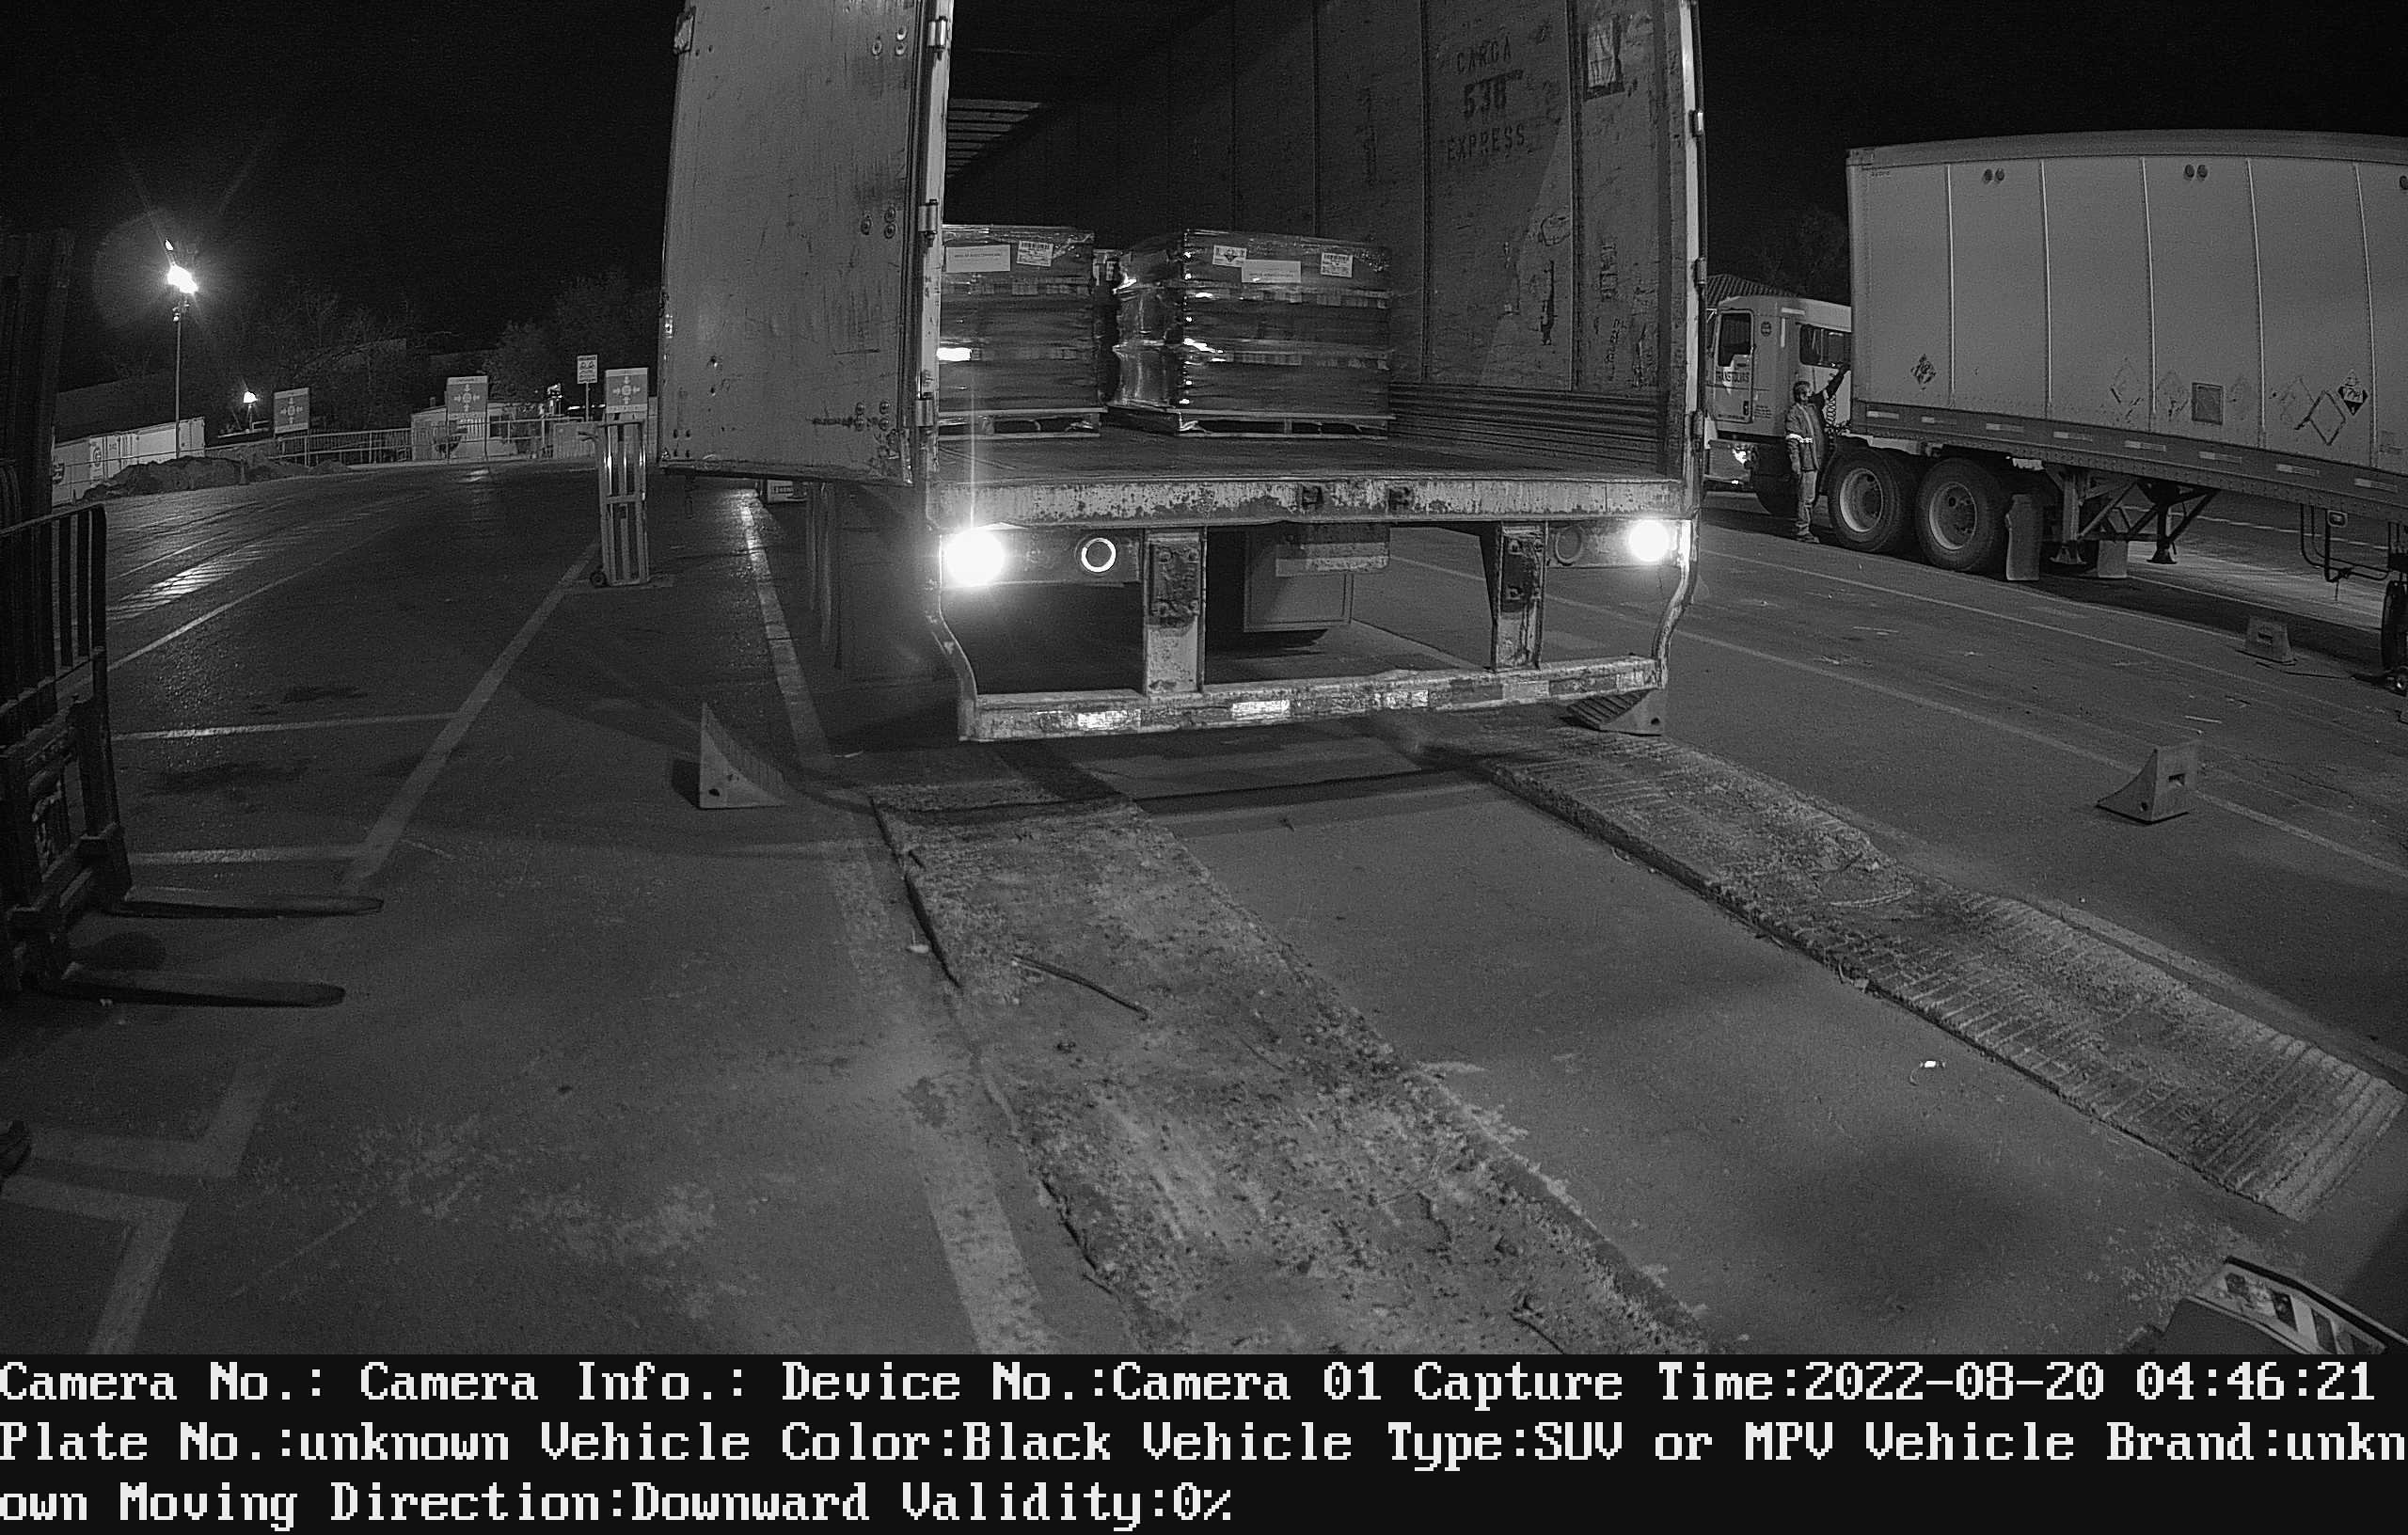 CARGA
538
EXPRESS
Camera No.: Camera Info.: Device No.:Camera 01 Capture Time:2022-08-20 04:46:21
Plate No.:unknown Vehicle Color:Black Vehicle Type:SUV or MPV Vehicle Brand:unkn
own Moving Direction:Downward Validity:0%